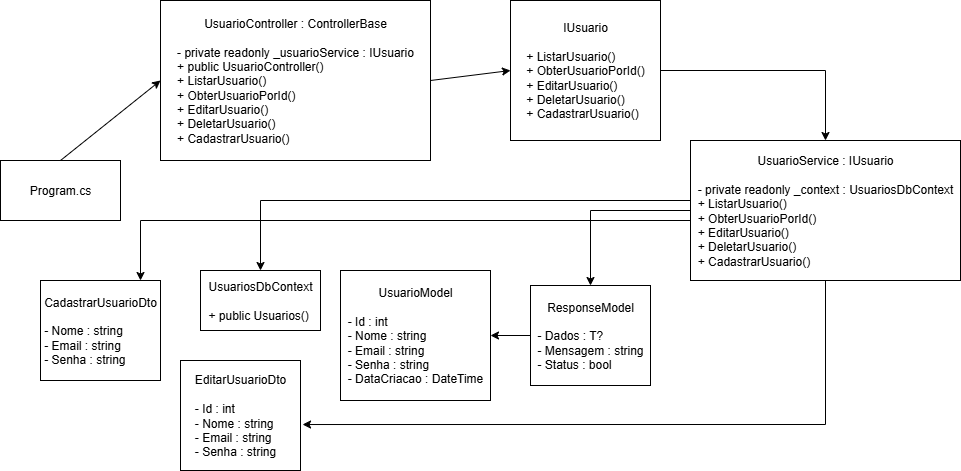 UsuarioController : ControllerBase
- private readonly _usuarioService : IUsuario
+ public UsuarioController()
+ ListarUsuario()
+ ObterUsuarioPorId()
+ EditarUsuario()
+ DeletarUsuario()
+ CadastrarUsuario()
IUsuario
+ ListarUsuario()
+ ObterUsuarioPorId()
+ EditarUsuario()
+ DeletarUsuario()
+ CadastrarUsuario()
Program.cs
UsuarioService : IUsuario
- private readonly _context : UsuariosDbContext
+ ListarUsuario()
+ ObterUsuarioPorId()
+ EditarUsuario()
+ DeletarUsuario()
+ CadastrarUsuario()
CadastrarUsuarioDto
- Nome : string
- Email : string
- Senha : string
UsuariosDbContext
+ public Usuarios()
UsuarioModel
- Id : int
- Nome : string
- Email : string
- Senha : string
- DataCriacao : DateTime
ResponseModel
- Dados : T?
- Mensagem : string
- Status : bool
EditarUsuarioDto
- Id : int
- Nome : string
- Email : string
- Senha : string